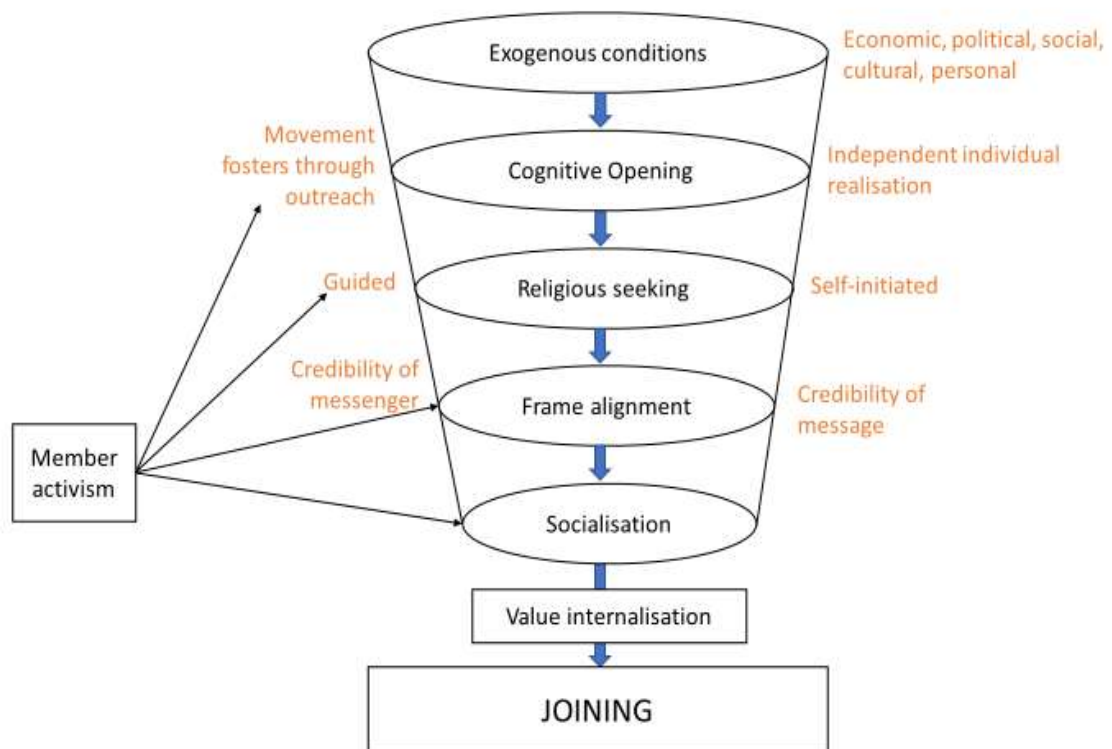 Exogenous conditions
Economic, political, social,
cultural, personal
Movement
fosters through
outreach
Cognitive Opening
Independent individual
realisation
Guided
Religious seeking
Self-initiated
Credibility of
messenger
Frame alignment
Credibility of
message
Member
activism
Socialisation
Value internalisation
JOINING